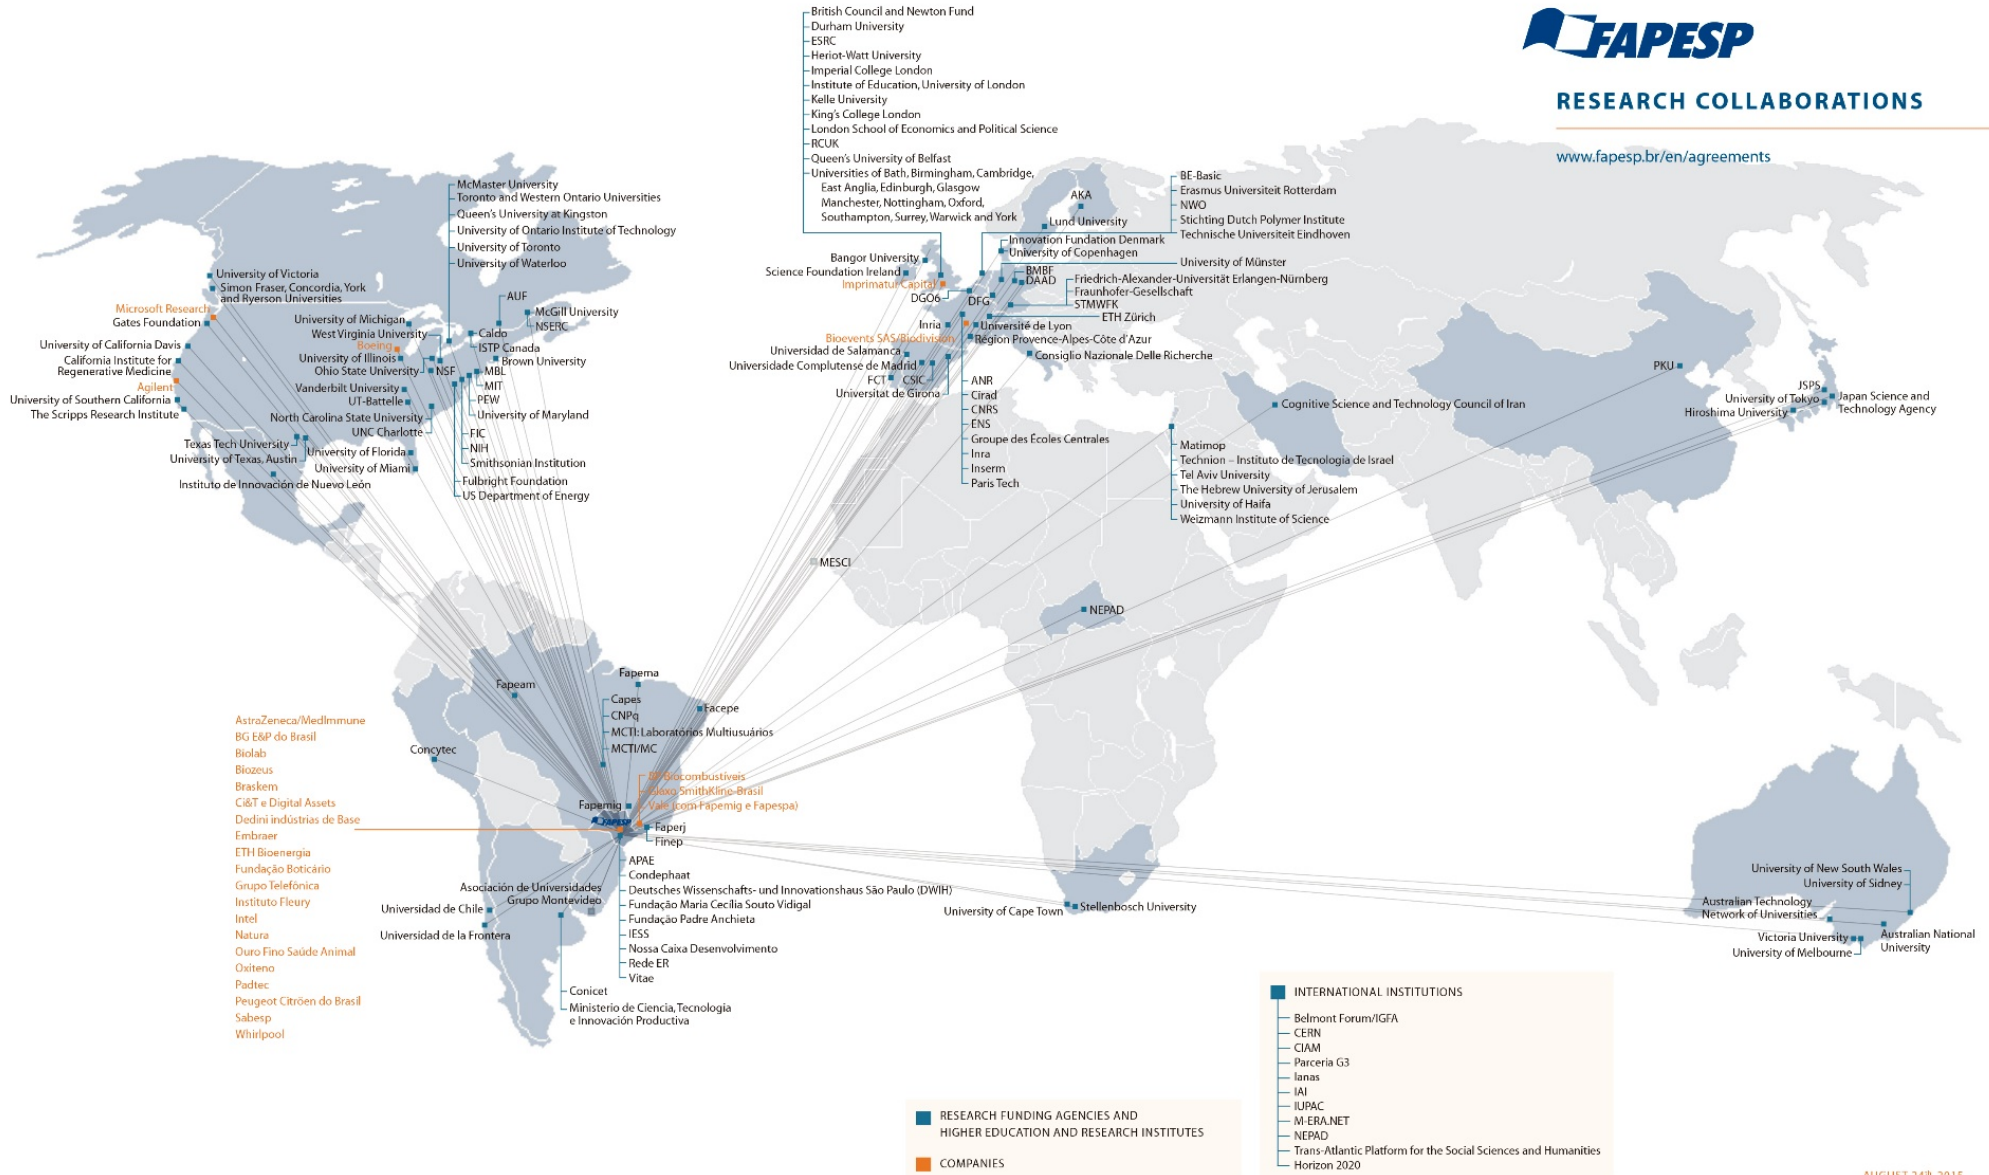 FAPESP
RESEARCH COLLABORATIONS
www.fapesp.br/en/agreements
British Council and Newton Fund
Durham University
ESRC
Heriot-Watt University
Imperial College London
Institute of Education, University of London
Kelle University
King's College London
London School of Economics and Political Science
RCUK
Queen's University of Belfast
Universities of Bath, Birmingham, Cambridge,
East Anglia, Edinburgh, Glasgow
Manchester, Nottingham, Oxford,
Southampton, Surrey, Warwick and York
McMaster University
Toronto and Western Ontario Universities
Queen's University at Kingston
University of Ontario Institute of Technology
University of Toronto
University of Waterloo
University of Victoria
Simon Fraser, Concordia, York
and Ryerson Universities
Microsoft Research
Gates Foundation
University of California Davis
California Institute for
Regenerative Medicine
Agilent
University of Southern California
The Scripps Research Institute
AUF
McGill University
NSERC
University of Michigan
West Virginia University
Boeing
University of Illinois
Ohio State University
NSF
Caldo
ISTP Canada
Brown University
MBL
MIT
PEW
University of Maryland
Vanderbilt University
UT-Battelle
North Carolina State University
UNC Charlotte
FIC
NIH
Smithsonian Institution
Fulbright Foundation
US Department of Energy
Texas Tech University
University of Texas, Austin
University of Florida
University of Miami
Instituto de Innovación de Nuevo León
AKA
Lund University
BE-Basic
Erasmus Universiteit Rotterdam
NWO
Stichting Dutch Polymer Institute
Technische Universiteit Eindhoven
Innovation Fundation Denmark
University of Copenhagen
Bangor University
Science Foundation Ireland
Imprimatul Capital
DGO6
DFG
BMBF
DAAD
University of Münster
Friedrich-Alexander-Universität Erlangen-Nürnberg
Fraunhofer-Gesellschaft
STMWFK
ETH Zürich
Inria
Université de Lyon
Bioevents SAS/Biodivision
Région Provence-Alpes-Côte d'Azur
Universidad de Salamanca
Universidade Complutense de Madrid
Consiglio Nazionale Delle Richerche
FCT
CSIC
Universitat de Girona
ANR
Cirad
CNRS
ENS
Groupe des Écoles Centrales
Inra
Inserm
Paris Tech
Cognitive Science and Technology Council of Iran
Matimop
Technion – Instituto de Tecnologia de Israel
Tel Aviv University
The Hebrew University of Jerusalem
University of Haifa
Weizmann Institute of Science
PKU
JSPS
University of Tokyo
Hiroshima University
Japan Science and
Technology Agency
MESCI
NEPAD
Fapeam
Fapema
Capes
CNPq
MCTI: Laboratórios Multiusuários
MCTI/MC
Facepe
Concytec
BP Biocombustíveis
Glaxo SmithKline-Brasil
Vale (com Fapemig e Fapespa)
Fapemig
FAPESP
Faperj
Finep
AstraZeneca/MedImmune
BG E&P do Brasil
Biolab
Biozeus
Braskem
Ci&T e Digital Assets
Dedini indústrias de Base
Embraer
ETH Bioenergia
Fundação Boticário
Grupo Telefônica
Instituto Fleury
Intel
Natura
Ouro Fino Saúde Animal
Oxiteno
Padtec
Peugeot Citröen do Brasil
Sabesp
Whirlpool
APAE
Condephaat
Deutsches Wissenschafts- und Innovationshaus São Paulo (DWIH)
Fundação Maria Cecília Souto Vidigal
Fundação Padre Anchieta
IESS
Nossa Caixa Desenvolvimento
Rede ER
Vitae
Asociación de Universidades
Grupo Montevideo
Universidad de Chile
Universidad de la Frontera
Conicet
Ministerio de Ciencia, Tecnologia
e Innovación Productiva
University of Cape Town
Stellenbosch University
University of New South Wales
University of Sidney
Australian Technology
Network of Universities
Victoria University
University of Melbourne
Australian National
University
RESEARCH FUNDING AGENCIES AND
HIGHER EDUCATION AND RESEARCH INSTITUTES
COMPANIES
INTERNATIONAL INSTITUTIONS
Belmont Forum/IGFA
CERN
CIAM
Parceria G3
Ianas
IAI
IUPAC
M-ERA.NET
NEPAD
Trans-Atlantic Platform for the Social Sciences and Humanities
Horizon 2020